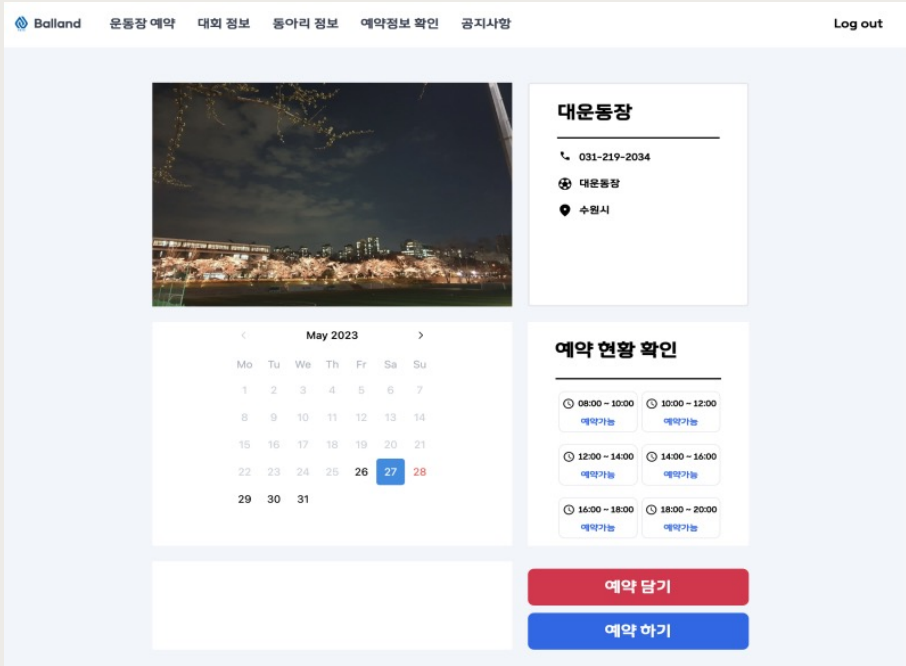 Balland 운동장 예약 대회 정보 동아리 정보 예약정보 확인 공지사항 Log out
대운동장
031-219-2034
대운동장
수원시
May 2023
Mo Tu We Th Fr Sa Su
1 2 3 4 5 6 7
8 9 10 11 12 13 14
15 16 17 18 19 20 21
22 23 24 25 26 27 28
29 30 31
예약 현황 확인
08:00 ~ 10:00 10:00 ~ 12:00
예약가능 예약가능
12:00 ~ 14:00 14:00 ~ 16:00
예약가능 예약가능
16:00 ~ 18:00 18:00 ~ 20:00
예약가능 예약가능
예약 담기
예약 하기